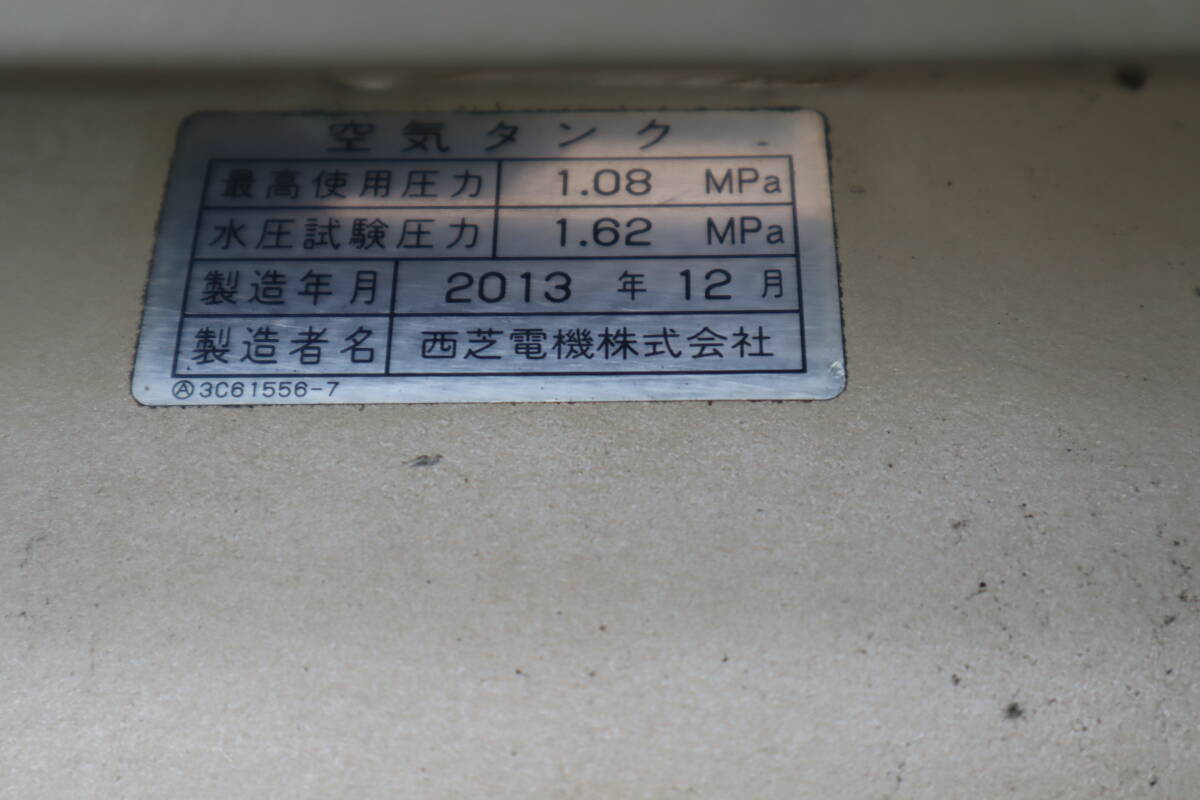 空気タンク
最高使用圧力 1.08 MPa
水圧試験圧力 1.62 MPa
製造年月 2013 年 12 月
製造者名 西芝電機株式会社
Ⓐ3C61556-7